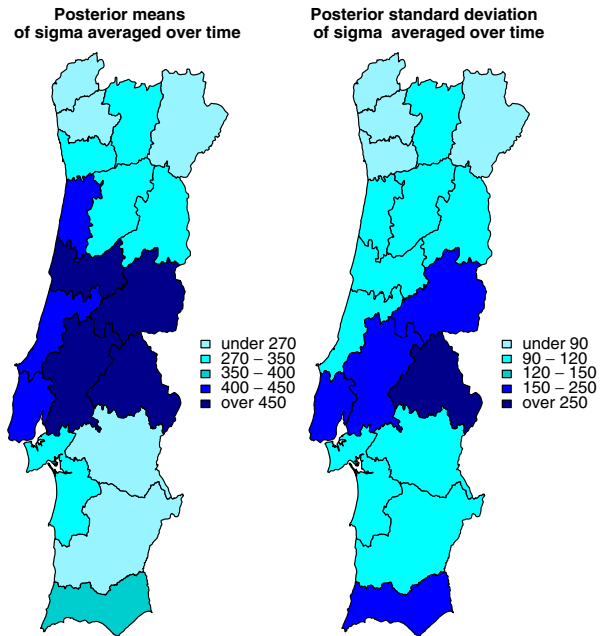 Posterior means
of sigma averaged over time
under 270
270 – 350
350 – 400
400 – 450
over 450
Posterior standard deviation
of sigma averaged over time
under 90
90 – 120
120 – 150
150 – 250
over 250